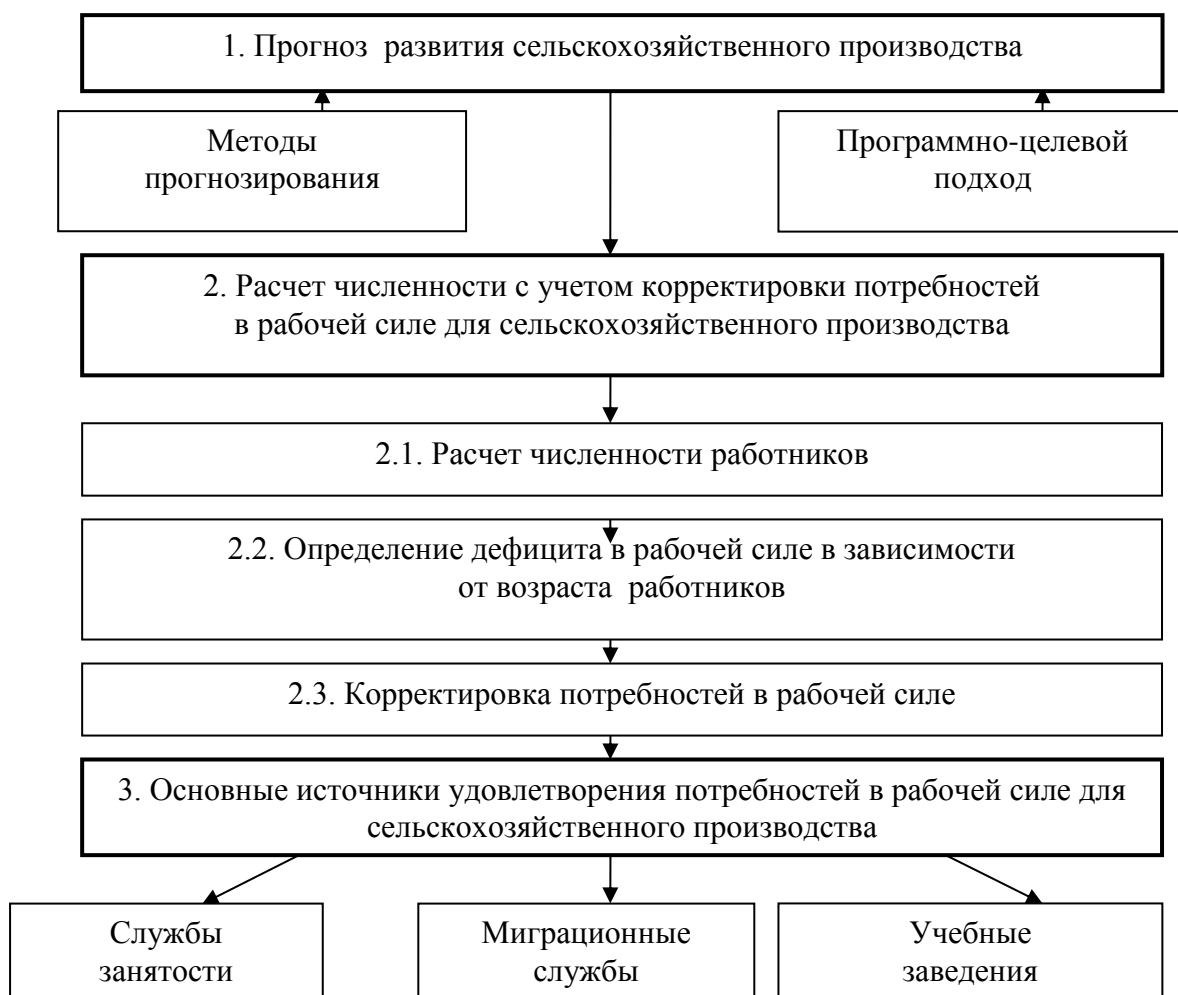 1. Прогноз  развития сельскохозяйственного производства
Методы
прогнозирования
Программно-целевой
подход
2. Расчет численности с учетом корректировки потребностей
в рабочей силе для сельскохозяйственного производства
2.1. Расчет численности работников
2.2. Определение дефицита в рабочей силе в зависимости
от возраста  работников
2.3. Корректировка потребностей в рабочей силе
3. Основные источники удовлетворения потребностей в рабочей силе для
сельскохозяйственного производства
Службы
занятости
Миграционные
службы
Учебные
заведения